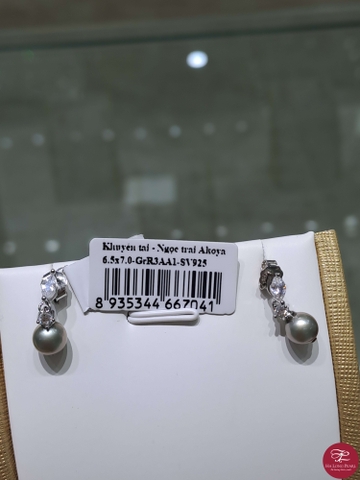 Khuyên tai - Ngọc trai Akoya
6.5x7.0-GrR3AA1-SV925
8 935344 667041